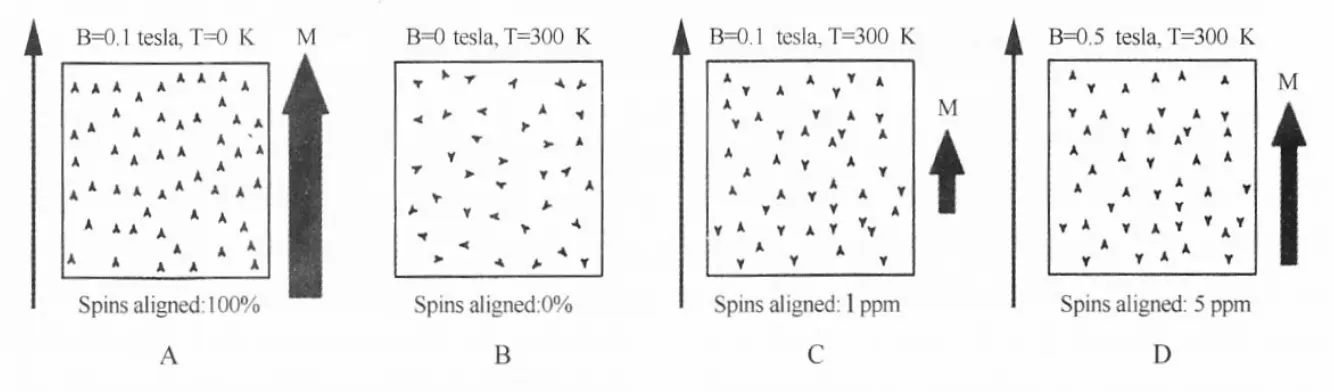 B=0.1 tesla, T=0 K
M
B=0 tesla, T=300 K
B=0.1 tesla, T=300 K
M
B=0.5 tesla, T=300 K
M
Spins aligned:100%
Spins aligned:0%
Spins aligned: 1 ppm
Spins aligned: 5 ppm
A
B
C
D